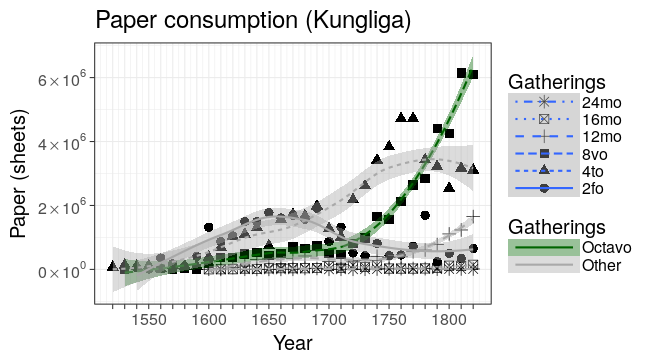 Paper consumption (Kungliga)
Paper (sheets)
6×10⁶
4×10⁶
2×10⁶
0×10⁰
1550 1600 1650 1700 1750 1800
Year
Gatherings
24mo
16mo
12mo
8vo
4to
2fo
Gatherings
Octavo
Other